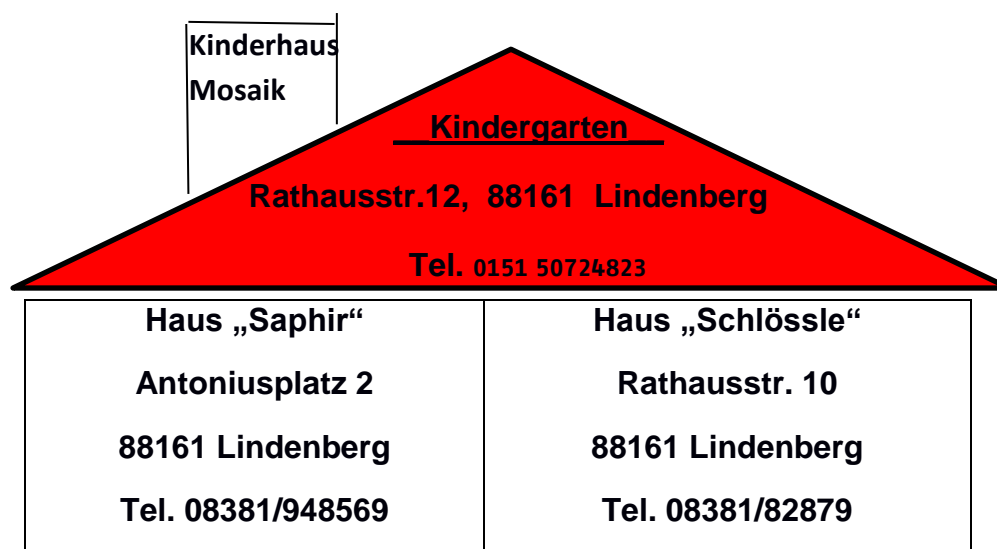 Kinderhaus
Mosaik
__Kindergarten__
Rathausstr.12, 88161 Lindenberg
Tel. 0151 50724823
Haus „Saphir“
Antoniusplatz 2
88161 Lindenberg
Tel. 08381/948569
Haus „Schlössle“
Rathausstr. 10
88161 Lindenberg
Tel. 08381/82879